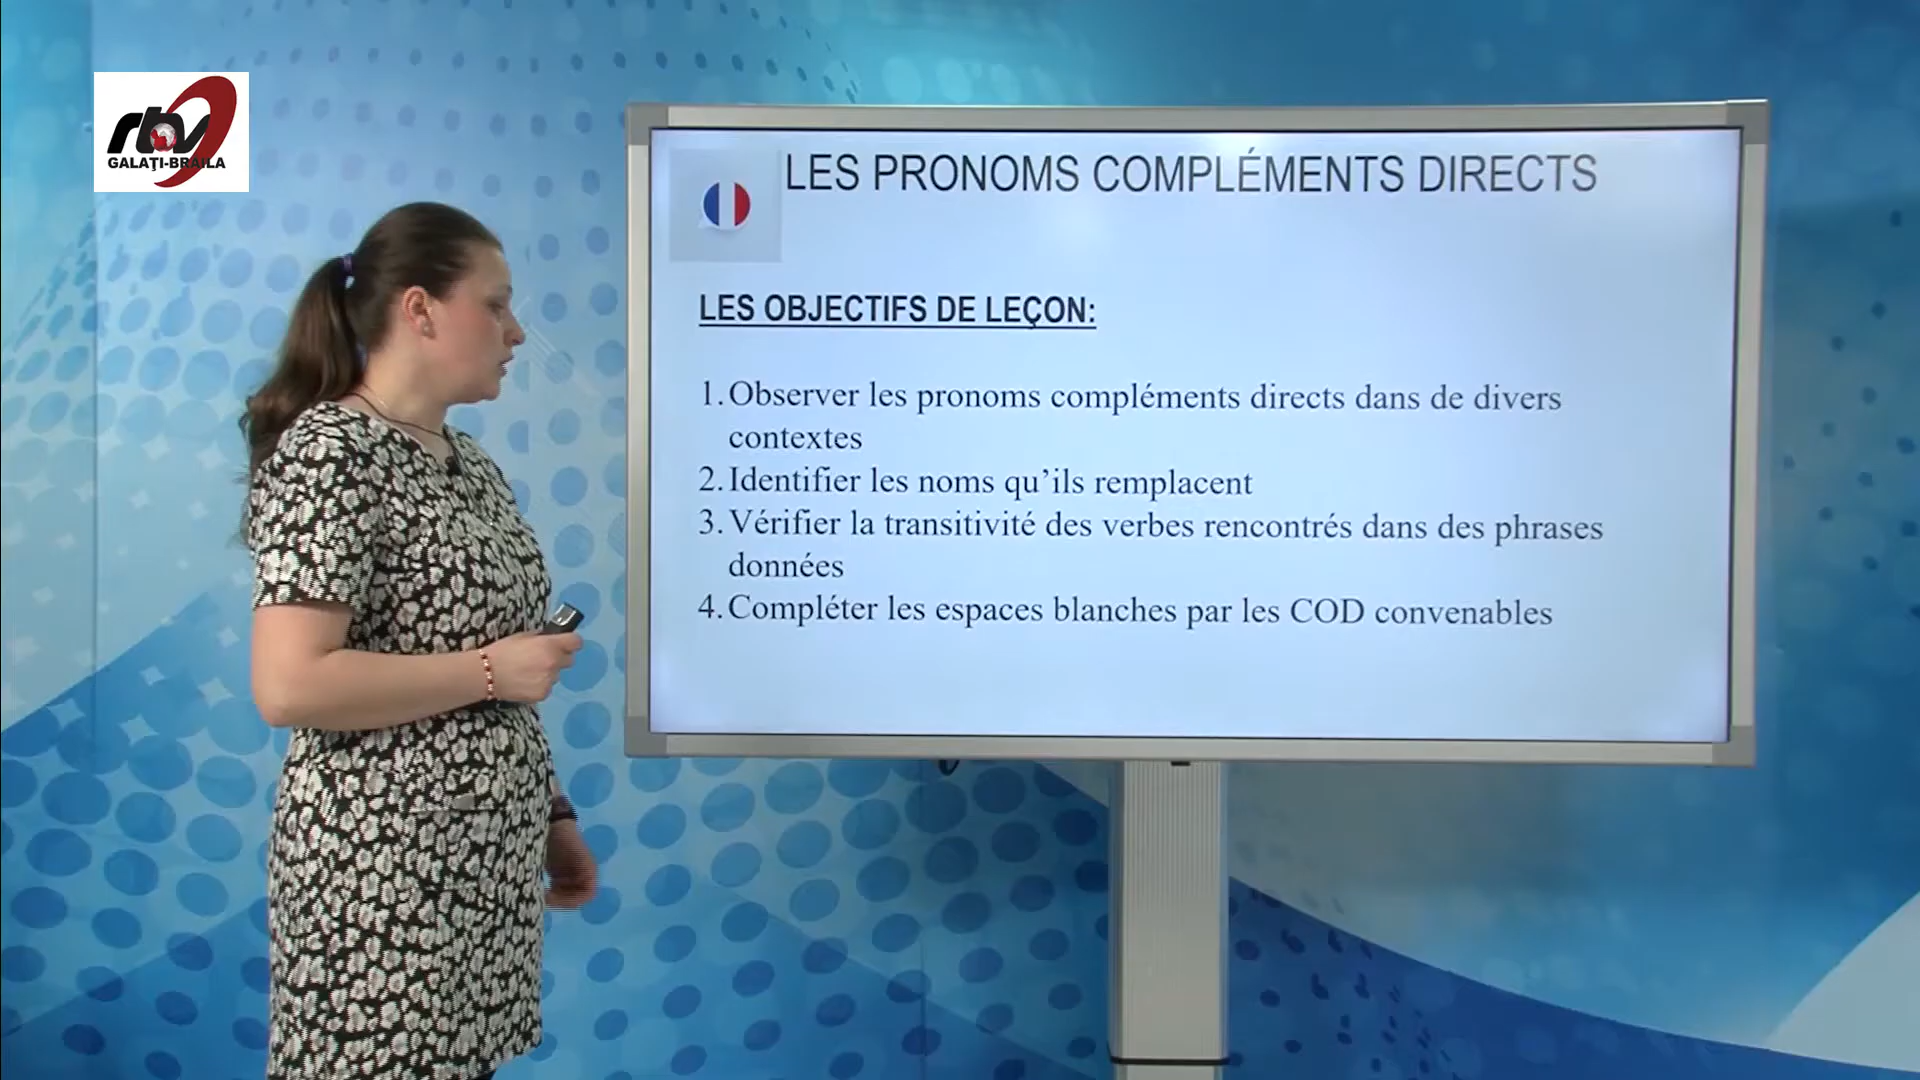 rtv
GALAŢI-BRĂILA
LES PRONOMS COMPLÉMENTS DIRECTS
LES OBJECTIFS DE LEÇON:
1. Observer les pronoms compléments directs dans de divers
contextes
2. Identifier les noms qu’ils remplacent
3. Vérifier la transitivité des verbes rencontrés dans des phrases
données
4. Compléter les espaces blanches par les COD convenables